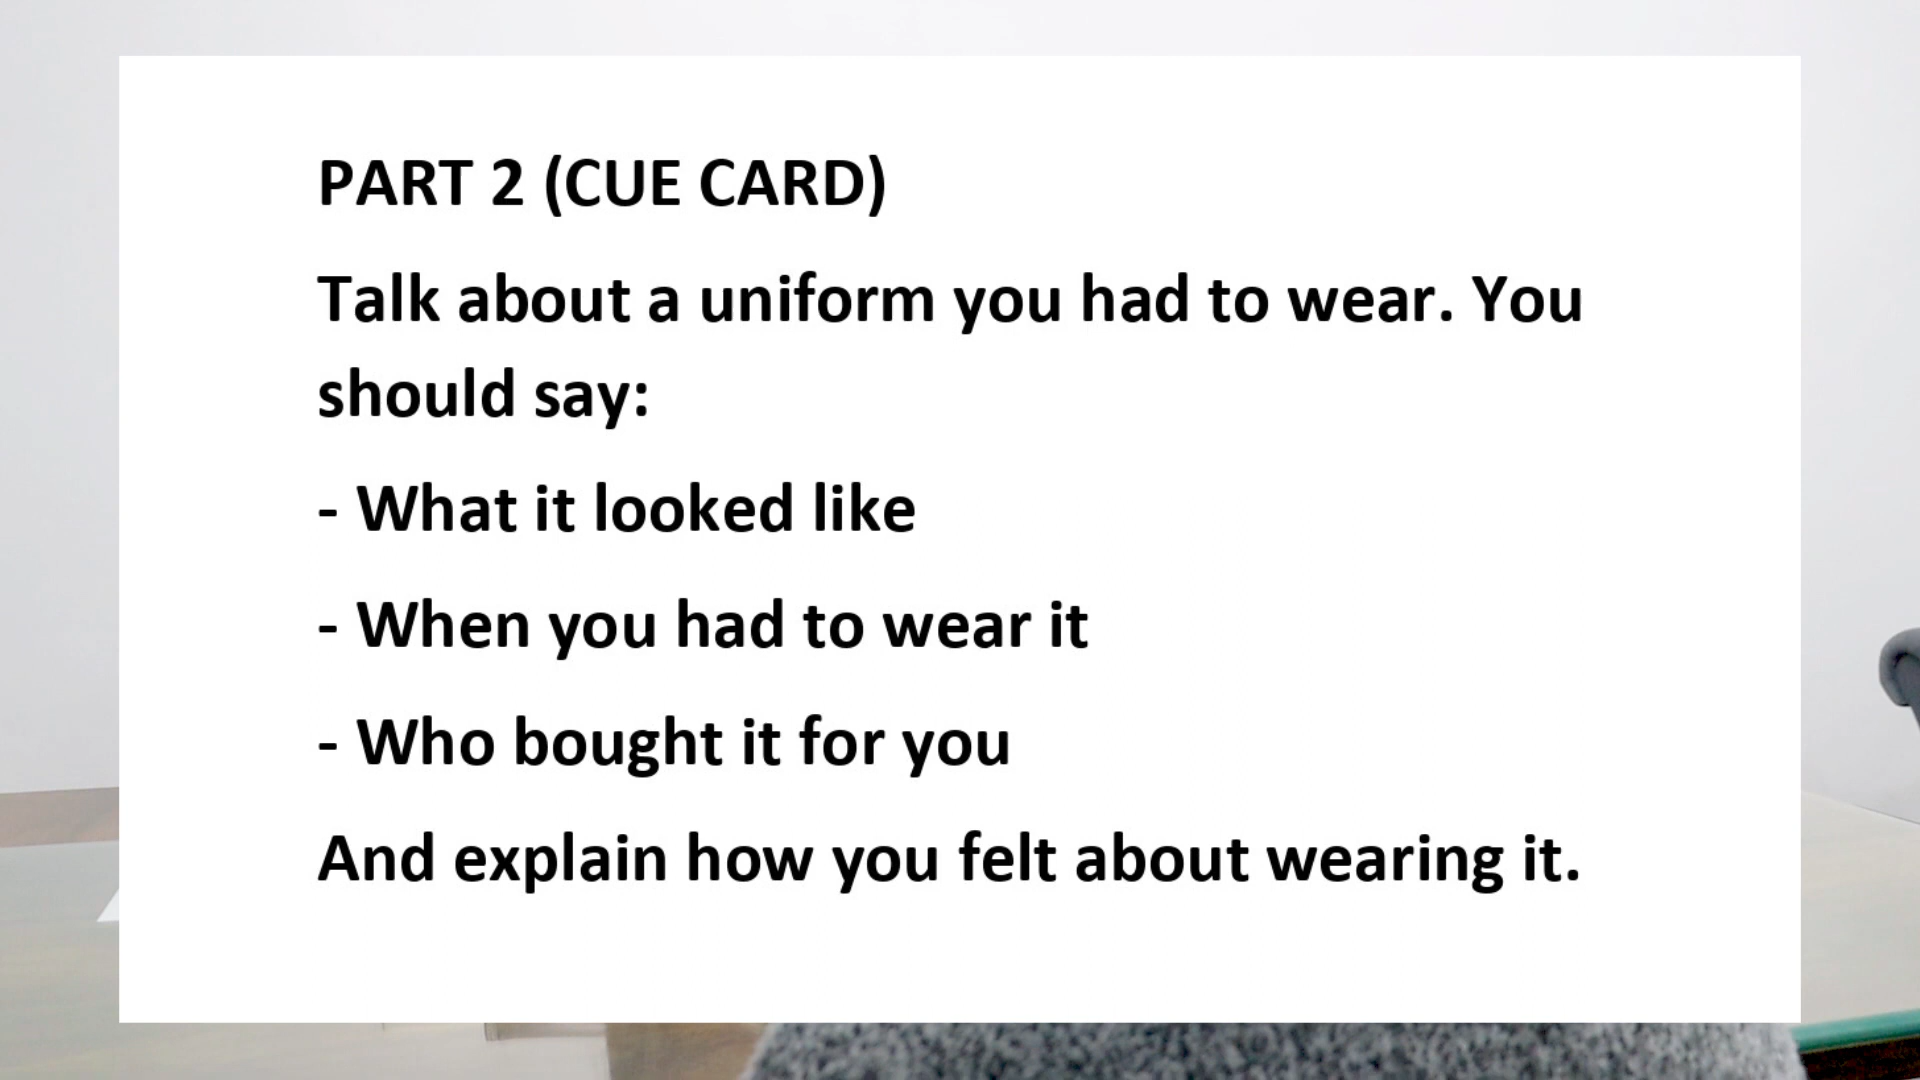 PART 2 (CUE CARD)
Talk about a uniform you had to wear. You
should say:
- What it looked like
- When you had to wear it
- Who bought it for you
And explain how you felt about wearing it.